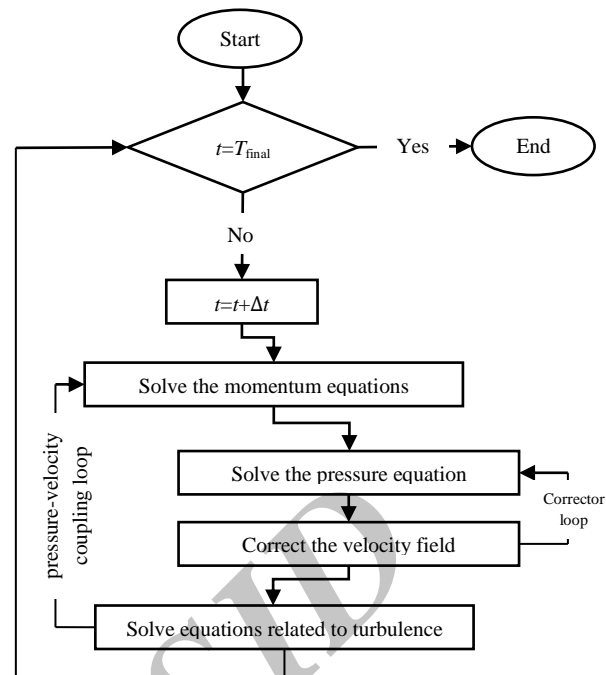 Start
t=T_final
Yes
End
No
t=t+Δt
Solve the momentum equations
Solve the pressure equation
Corrector
loop
Correct the velocity field
pressure-velocity
coupling loop
Solve equations related to turbulence
SID